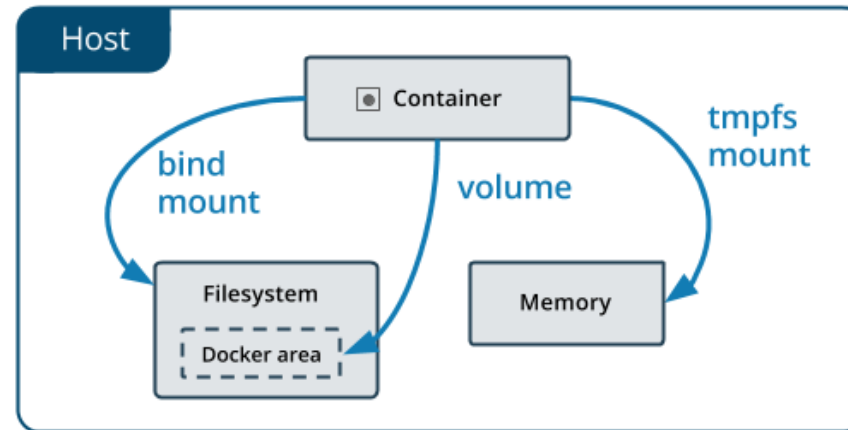 Host
Container
bind
mount
volume
tmpfs
mount
Filesystem
Docker area
Memory